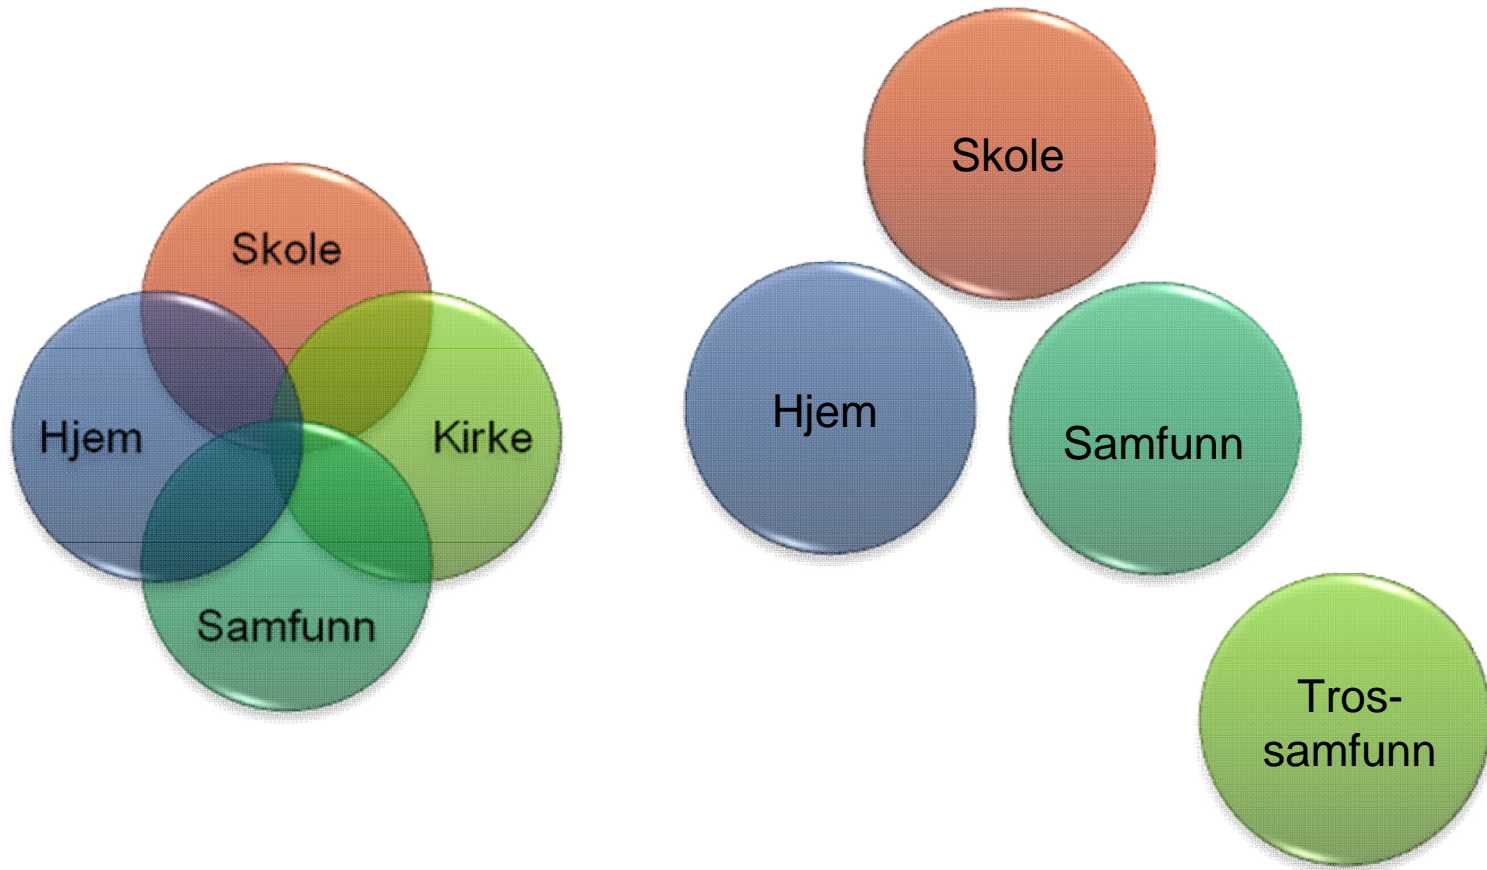 Skole
Hjem
Kirke
Samfunn
Skole
Hjem
Samfunn
Tros-
samfunn